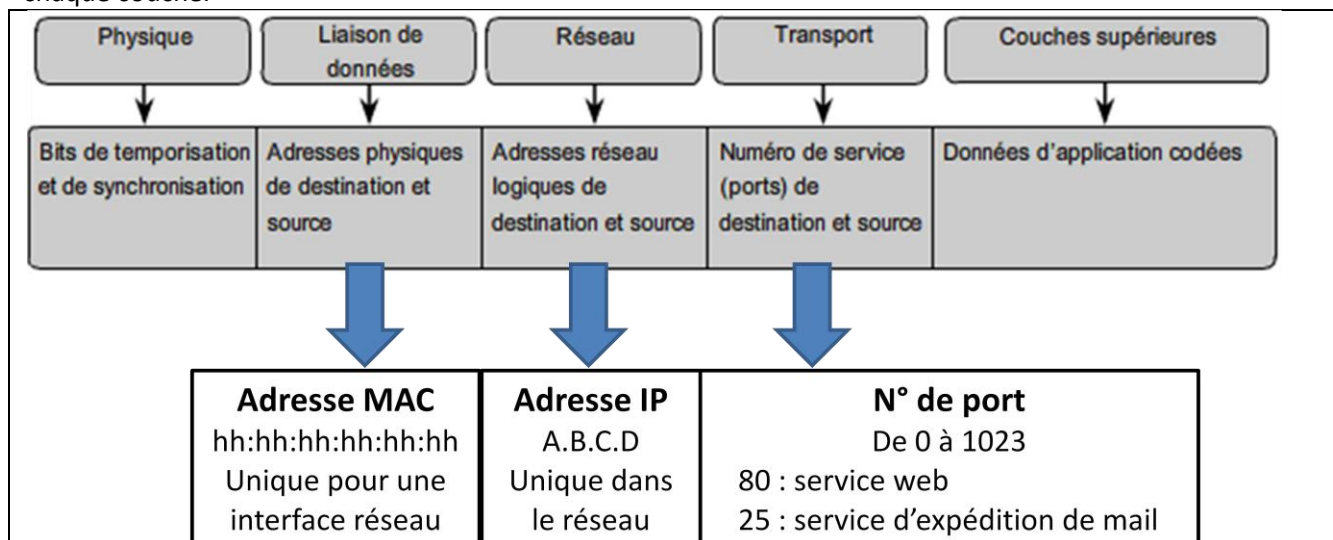 chaque couche.
Physique
Liaison de
données
Réseau
Transport
Couches supérieures
Bits de temporisation
et de synchronisation
Adresses physiques
de destination et
source
Adresses réseau
logiques de
destination et source
Numéro de service
(ports) de
destination et source
Données d'application codées
Adresse MAC
hh:hh:hh:hh:hh:hh
Unique pour une
interface réseau
Adresse IP
A.B.C.D
Unique dans
le réseau
N° de port
De 0 à 1023
80 : service web
25 : service d'expédition de mail